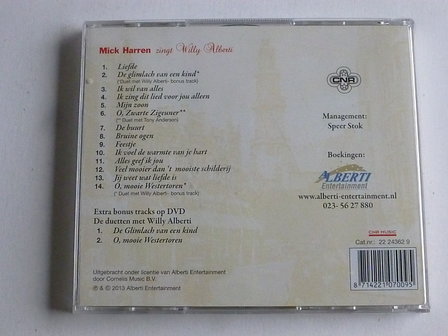 Mick Harren zingt Willy Alberti
1. Liefde
2. De glimlach van een kind*
(*Duet met Willy Alberti- bonus track)
3. Ik wil van alles
4. Ik zing dit lied voor jou alleen
5. Mijn zoon
6. O, Zwarte Zigeuner**
(** Duet met Tony Anderson)
7. De buurt
8. Bruine ogen
9. Feestje
10. Ik voel de warmte van je hart
11. Alles geef ik jou
12. Veel mooier dan 't mooiste schilderij
13. Jij weet wat liefde is
14. O, mooie Westertoren*
(* Duet met Willy Alberti- bonus track)
Extra bonus tracks op DVD
De duetten met Willy Alberti
1. De Glimlach van een kind
2. O, mooie Westertoren
Uitgebracht onder licentie van Alberti Entertainment
door Cornelis Music B.V.
℗ & © 2013 Alberti Entertainment
CNR
Management:
Speer Stok
Boekingen:
ALBERTI
Entertainment
www.alberti-entertainment.nl
023- 56 27 880
CNR MUSIC
Cat.nr.: 22 24362 9
8 714221 070095